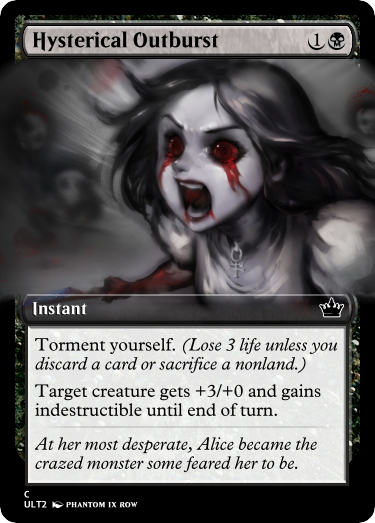 Hysterical Outburst 1
Instant
Torment yourself. (Lose 3 life unless you
discard a card or sacrifice a nonland.)
Target creature gets +3/+0 and gains
indestructible until end of turn.
At her most desperate, Alice became the
crazed monster some feared her to be.
C
ULT2 PHANTOM IX ROW